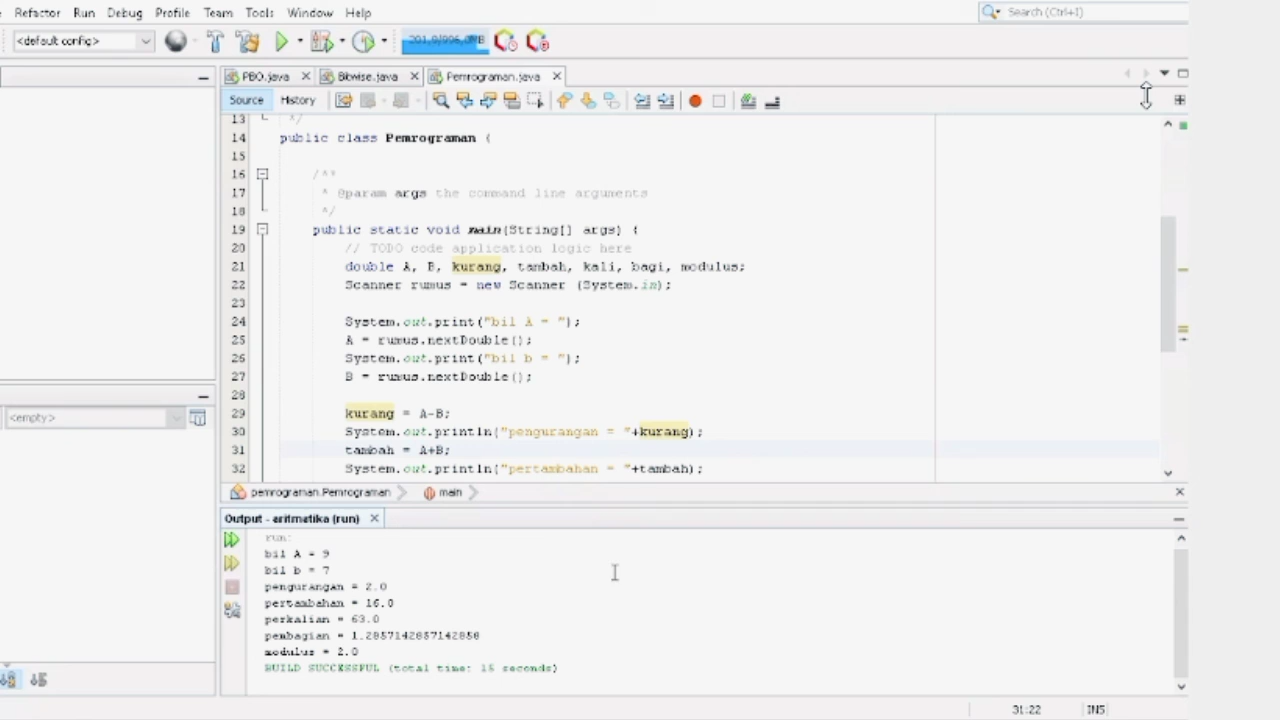 Refactor Run Debug Profile Team Tools Window Help
Search (Ctrl+I)
<default config>
PBO.java Bitwise.java Pemrograman.java
Source History
13 */
14 public class Pemrograman {
15
16 /**
17 * @param args the command line arguments
18 */
19 public static void main(String[] args) {
20 // TODO code application logic here
21 double A, B, kurang, tambah, kali, bagi, modulus;
22 Scanner rumus = new Scanner (System.in);
23
24 System.out.print("bil A = ");
25 A = rumus.nextDouble();
26 System.out.print("bil b = ");
27 B = rumus.nextDouble();
28
29 kurang = A-B;
30 System.out.println("pengurangan = "+kurang);
31 tambah = A+B;
32 System.out.println("pertambahan = "+tambah);
<empty>
pemrograman.Pemrograman main
Output - aritmatika (run)
run:
bil A = 9
bil b = 7
pengurangan = 2.0
pertambahan = 16.0
perkalian = 63.0
pembagian = 1.2857142857142858
modulus = 2.0
BUILD SUCCESSFUL (total time: 15 seconds)
31:22 INS